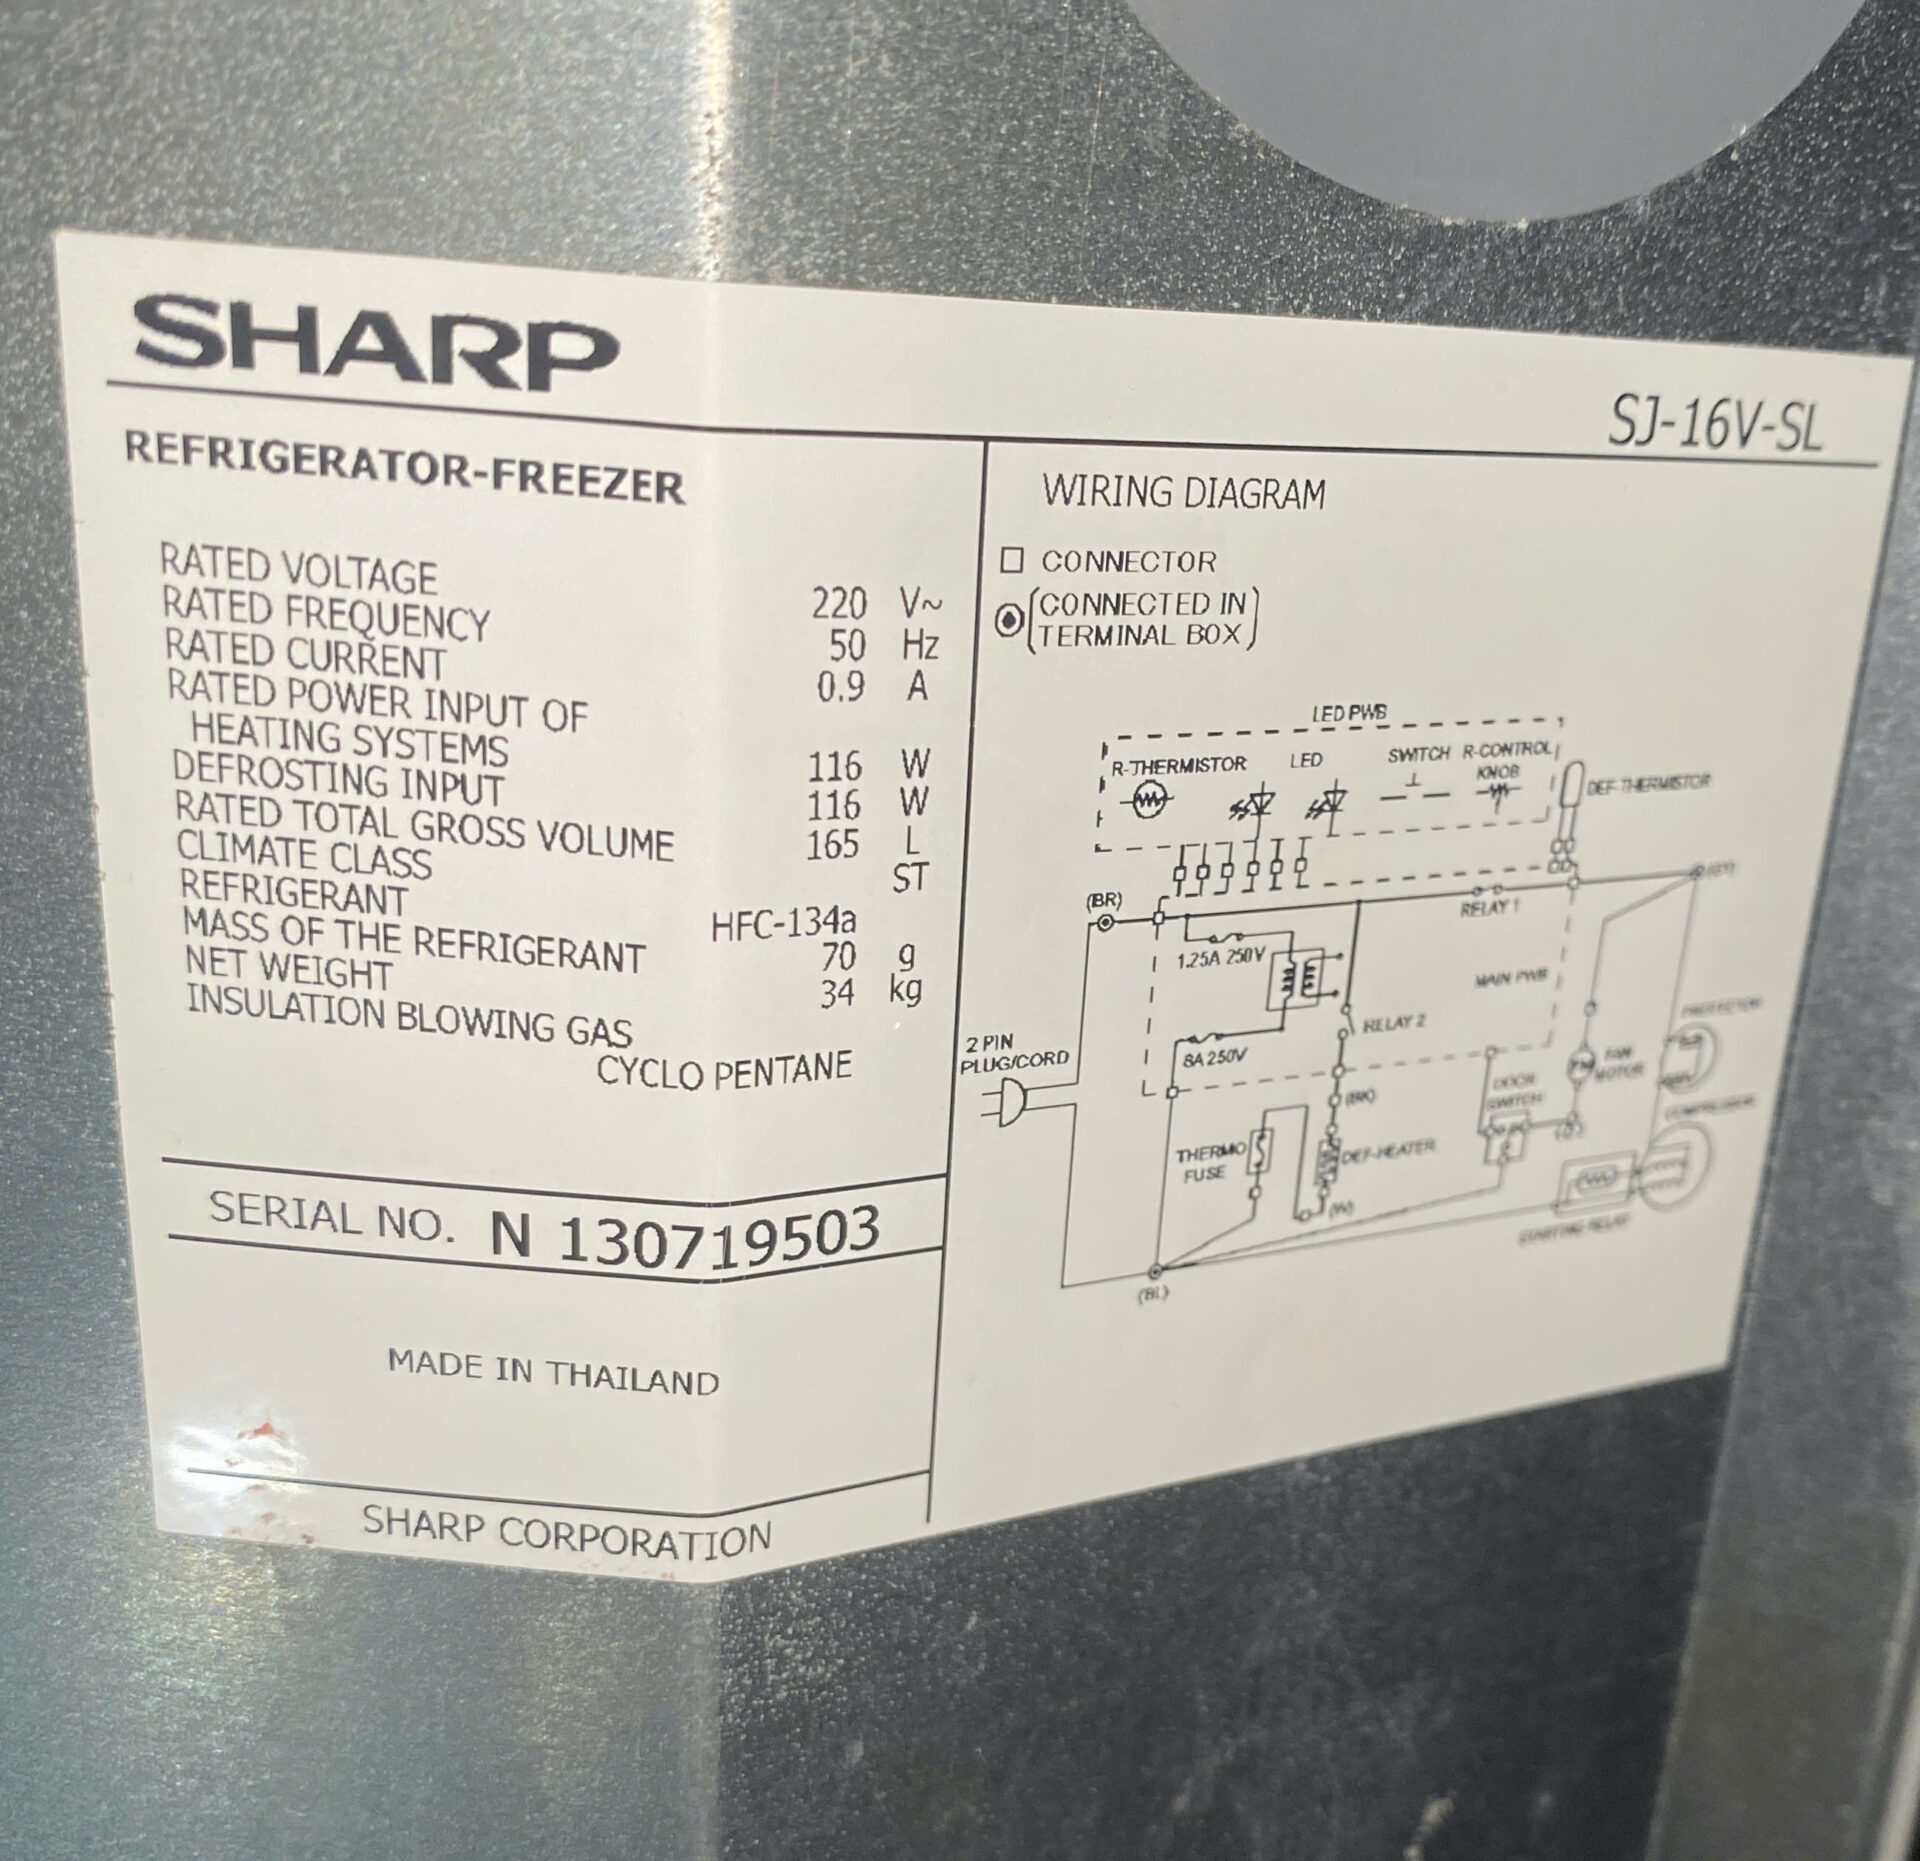 SHARP
SJ-16V-SL
REFRIGERATOR-FREEZER
RATED VOLTAGE 220 V~
RATED FREQUENCY 50 Hz
RATED CURRENT 0.9 A
RATED POWER INPUT OF
HEATING SYSTEMS 116 W
DEFROSTING INPUT 116 W
RATED TOTAL GROSS VOLUME 165 L
CLIMATE CLASS ST
REFRIGERANT HFC-134a
MASS OF THE REFRIGERANT 70 g
NET WEIGHT 34 kg
INSULATION BLOWING GAS
CYCLO PENTANE
SERIAL NO. N 130719503
MADE IN THAILAND
SHARP CORPORATION
WIRING DIAGRAM
CONNECTOR
(CONNECTED IN
TERMINAL BOX)
LED PWB
R-THERMISTOR
LED
SWITCH
R-CONTROL
KNOB
DEF-THERMISTOR
(BR)
RELAY 1
1.25A 250V
MAIN PWB
RELAY 2
PROTECTOR
2 PIN
PLUG/CORD
8A 250V
FAN
MOTOR
DOOR
SWITCH
(BK)
COMPRESSOR
THERMO
FUSE
DEF-HEATER
(W)
STARTING RELAY
(BL)